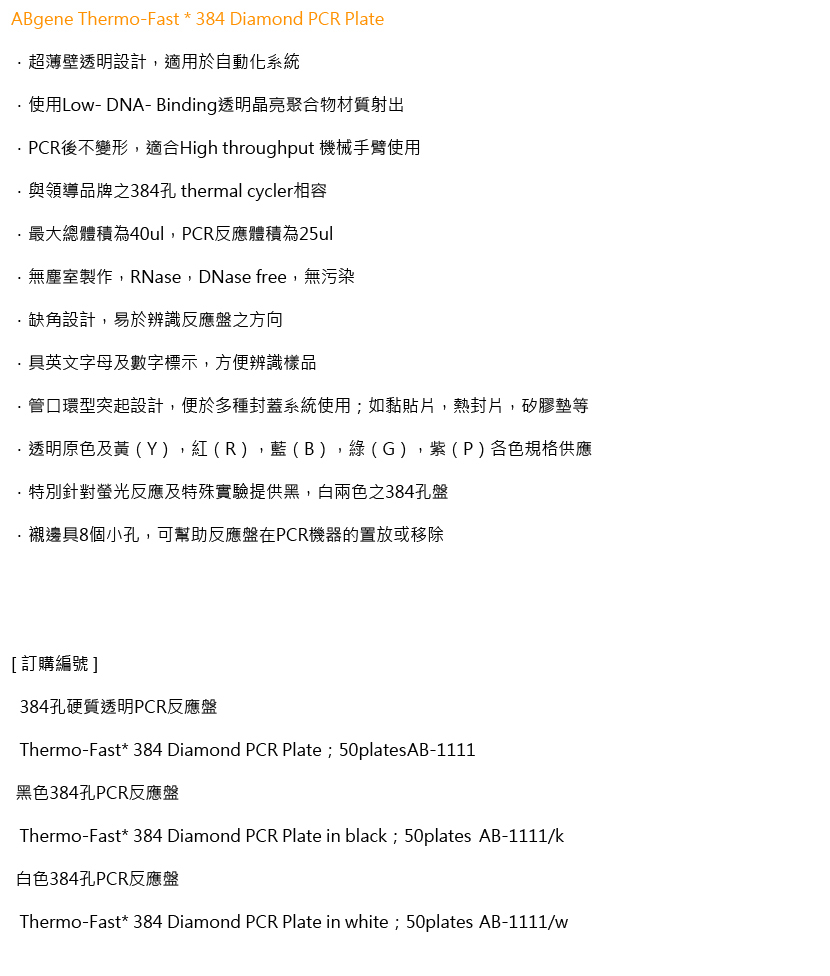 ABgene Thermo-Fast * 384 Diamond PCR Plate
．超薄壁透明設計，適用於自動化系統
．使用Low- DNA- Binding透明晶亮聚合物材質射出
．PCR後不變形，適合High throughput 機械手臂使用
．與領導品牌之384孔 thermal cycler相容
．最大總體積為40ul，PCR反應體積為25ul
．無塵室製作，RNase，DNase free，無污染
．缺角設計，易於辨識反應盤之方向
．具英文字母及數字標示，方便辨識樣品
．管口環型突起設計，便於多種封蓋系統使用；如黏貼片，熱封片，矽膠墊等
．透明原色及黃（Y），紅（R），藍（B），綠（G），紫（P）各色規格供應
．特別針對螢光反應及特殊實驗提供黑，白兩色之384孔盤
．襯邊具8個小孔，可幫助反應盤在PCR機器的置放或移除
[ 訂購編號 ]
384孔硬質透明PCR反應盤
Thermo-Fast* 384 Diamond PCR Plate；50platesAB-1111
黑色384孔PCR反應盤
Thermo-Fast* 384 Diamond PCR Plate in black；50plates AB-1111/k
白色384孔PCR反應盤
Thermo-Fast* 384 Diamond PCR Plate in white；50plates AB-1111/w